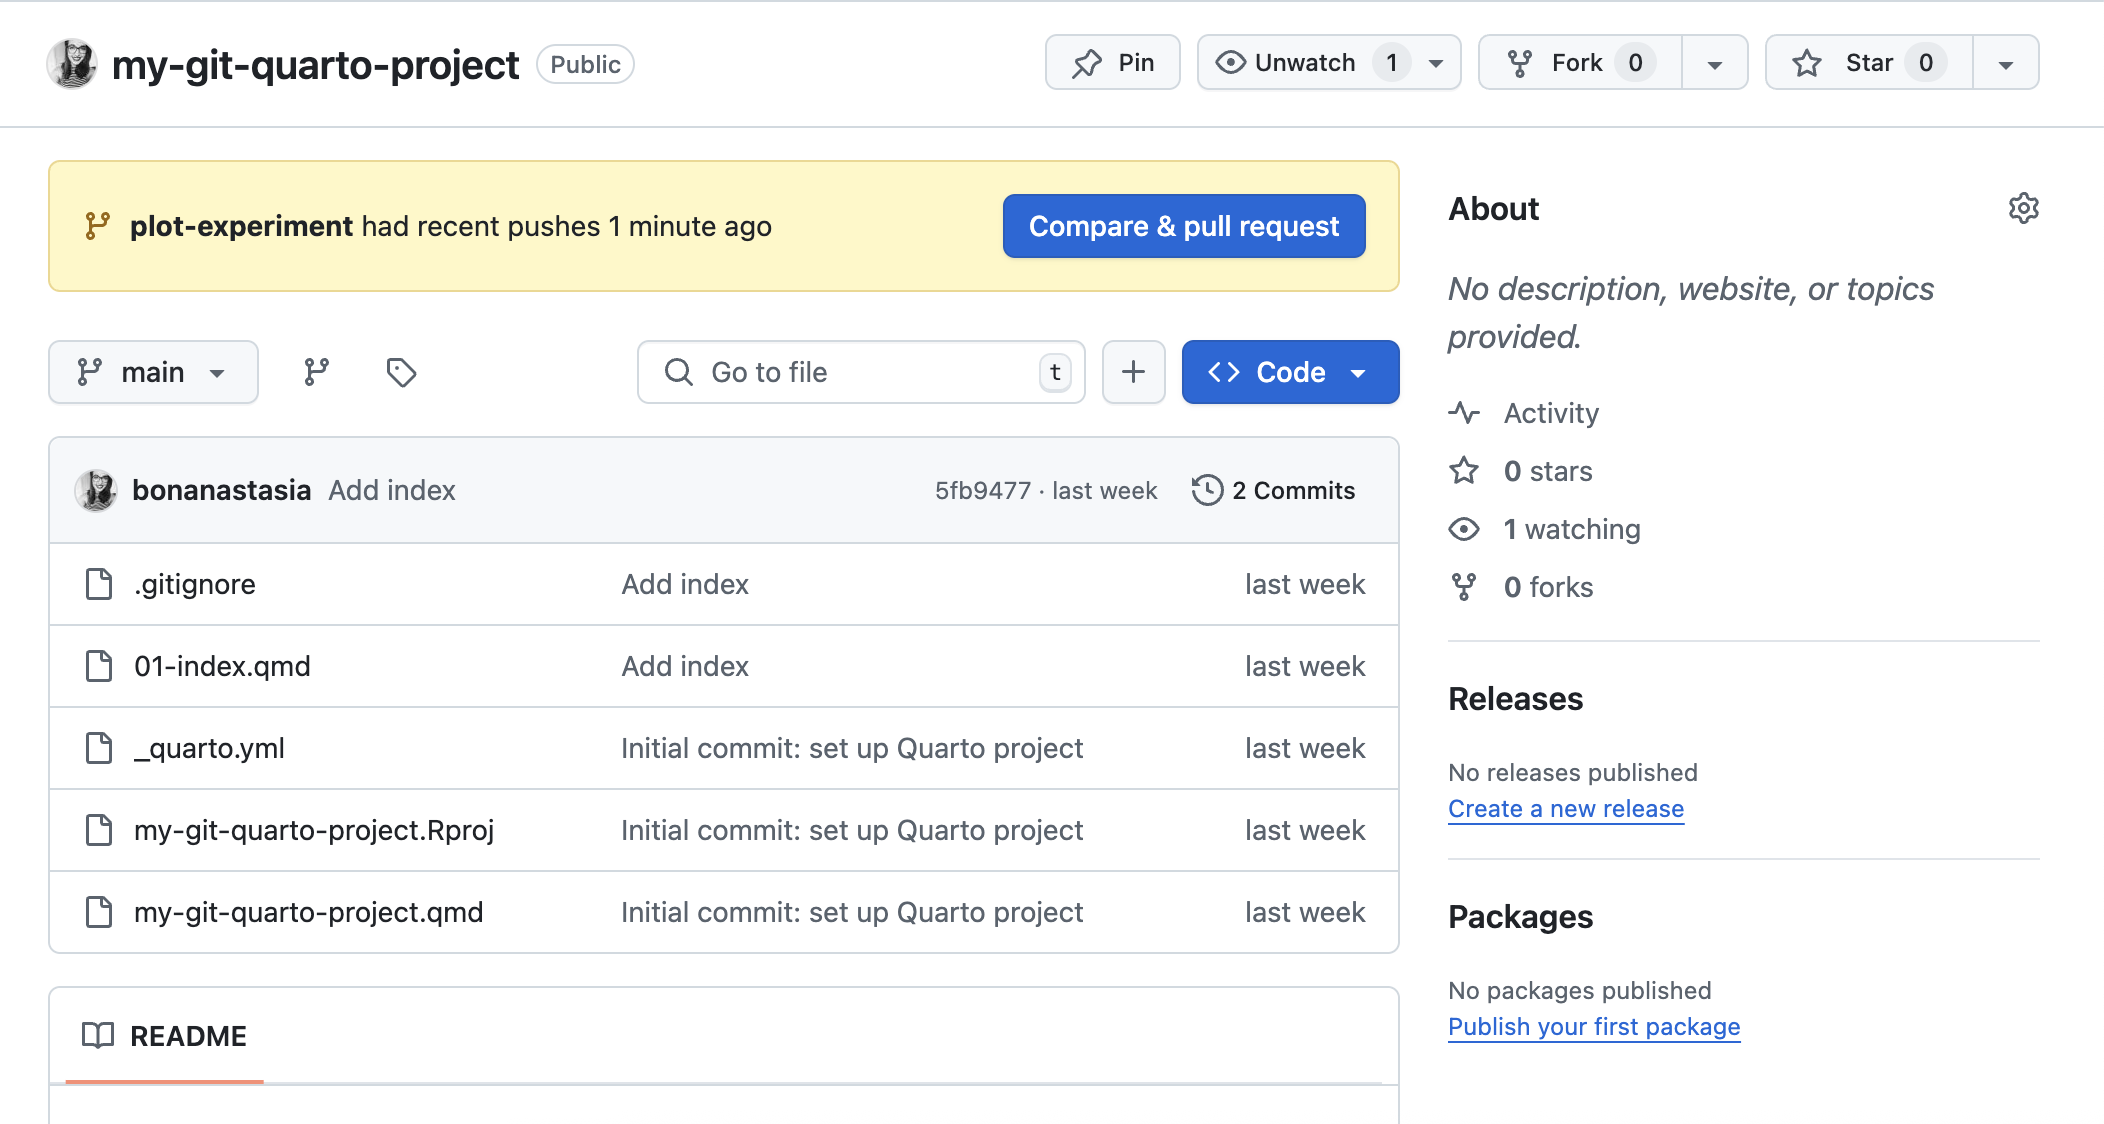 my-git-quarto-project Public Pin Unwatch 1 Fork 0 Star 0
plot-experiment had recent pushes 1 minute ago Compare & pull request
main Go to file t + Code
bonanastasia Add index 5fb9477 · last week 2 Commits
.gitignore Add index last week
01-index.qmd Add index last week
_quarto.yml Initial commit: set up Quarto project last week
my-git-quarto-project.Rproj Initial commit: set up Quarto project last week
my-git-quarto-project.qmd Initial commit: set up Quarto project last week
README
About
No description, website, or topics
provided.
Activity
0 stars
1 watching
0 forks
Releases
No releases published
Create a new release
Packages
No packages published
Publish your first package